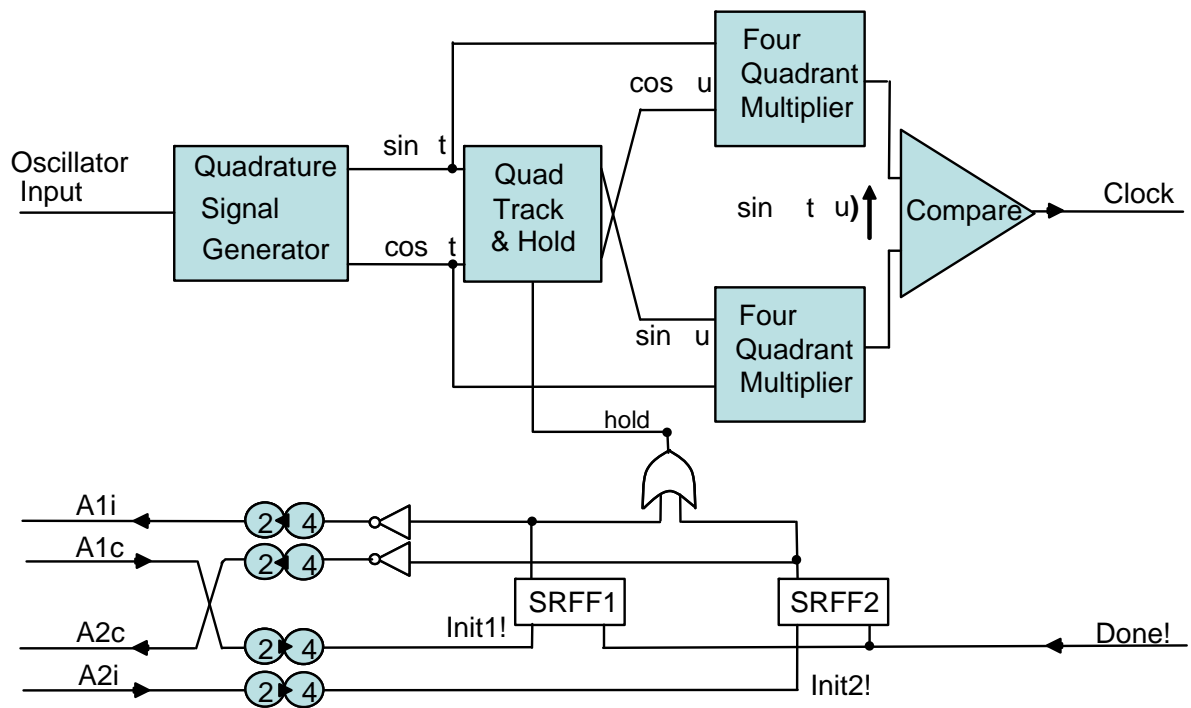 Four
Quadrant
Multiplier
cos u
sin t
Oscillator
Input
Quadrature
Signal
Generator
Quad
Track
& Hold
cos t
sin t u)
Compare
Clock
Four
Quadrant
Multiplier
sin u
hold
A1i
2 4
A1c
2 4
SRFF1
SRFF2
A2c
2 4
Init1!
Done!
A2i
2 4
Init2!